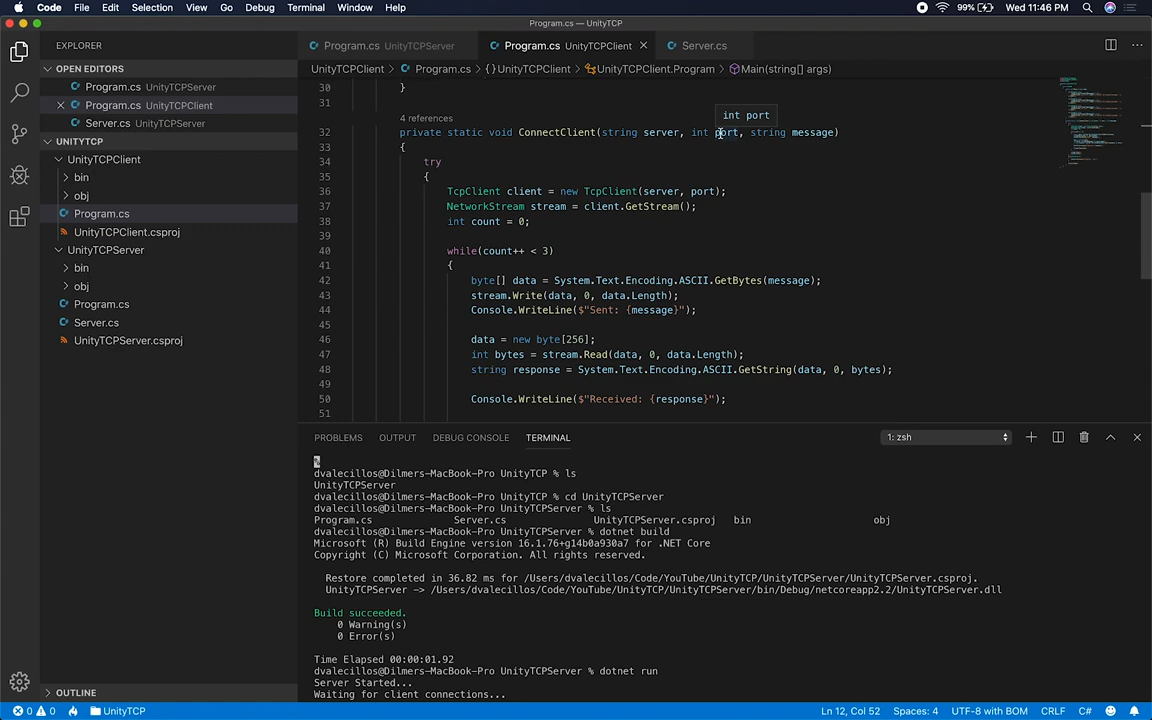 Code File Edit Selection View Go Debug Terminal Window Help 99% Wed 11:46 PM
Program.cs — UnityTCP
EXPLORER
Program.cs UnityTCPServer
Program.cs UnityTCPClient
Server.cs
OPEN EDITORS
UnityTCPClient > Program.cs > {} UnityTCPClient > UnityTCPClient.Program > Main(string[] args)
Program.cs UnityTCPServer
Program.cs UnityTCPClient
Server.cs UnityTCPServer
UNITYTCP
UnityTCPClient
bin
obj
Program.cs
UnityTCPClient.csproj
UnityTCPServer
bin
obj
Program.cs
Server.cs
UnityTCPServer.csproj
OUTLINE
30 }
31
4 references
int port
32 private static void ConnectClient(string server, int port, string message)
33 {
34 try
35 {
36 TcpClient client = new TcpClient(server, port);
37 NetworkStream stream = client.GetStream();
38 int count = 0;
39
40 while(count++ < 3)
41 {
42 byte[] data = System.Text.Encoding.ASCII.GetBytes(message);
43 stream.Write(data, 0, data.Length);
44 Console.WriteLine($"Sent: {message}");
45
46 data = new byte[256];
47 int bytes = stream.Read(data, 0, data.Length);
48 string response = System.Text.Encoding.ASCII.GetString(data, 0, bytes);
49
50 Console.WriteLine($"Received: {response}");
51
PROBLEMS OUTPUT DEBUG CONSOLE TERMINAL 1: zsh
%
dvalecillos@Dilmers-MacBook-Pro UnityTCP % ls
UnityTCPServer
dvalecillos@Dilmers-MacBook-Pro UnityTCP % cd UnityTCPServer
dvalecillos@Dilmers-MacBook-Pro UnityTCPServer % ls
Program.cs Server.cs UnityTCPServer.csproj bin obj
dvalecillos@Dilmers-MacBook-Pro UnityTCPServer % dotnet build
Microsoft (R) Build Engine version 16.1.76+g14b0a930a7 for .NET Core
Copyright (C) Microsoft Corporation. All rights reserved.
Restore completed in 36.82 ms for /Users/dvalecillos/Code/YouTube/UnityTCP/UnityTCPServer/UnityTCPServer.csproj.
UnityTCPServer -> /Users/dvalecillos/Code/YouTube/UnityTCP/UnityTCPServer/bin/Debug/netcoreapp2.2/UnityTCPServer.dll
Build succeeded.
0 Warning(s)
0 Error(s)
Time Elapsed 00:00:01.92
dvalecillos@Dilmers-MacBook-Pro UnityTCPServer % dotnet run
Server Started...
Waiting for client connections...
0 0 UnityTCP Ln 12, Col 52 Spaces: 4 UTF-8 with BOM CRLF C#